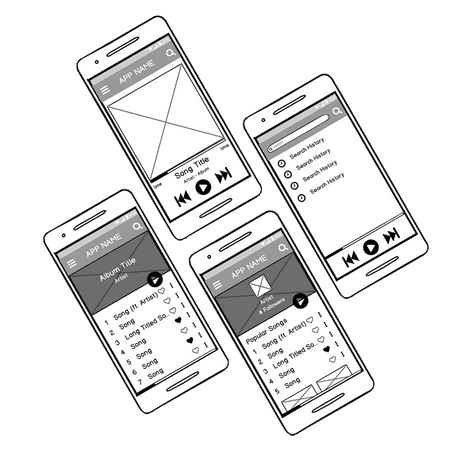 APP NAME
Song Title
Artist - Album
time
time
Search History
Search History
Search History
Search History
APP NAME
Album Title
Artist
1 Song (ft. Artist)
2 Song
3 Long Titled So...
4 Song
5 Song
6 Song
7 Song
APP NAME
Artist
# Followers
Popular Songs
1 Song (ft. Artist)
2 Song
3 Long Titled So...
4 Song
5 Song